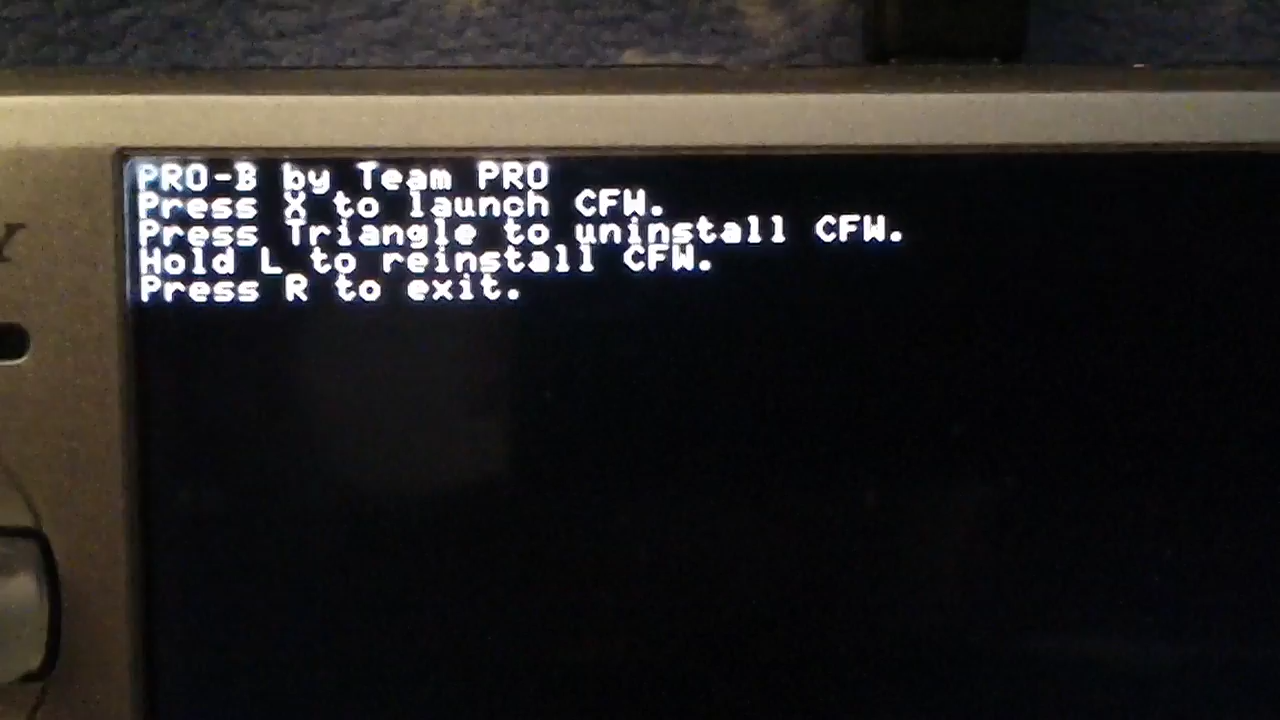 PRO-B by Team PRO
Press X to launch CFW.
Press Triangle to uninstall CFW.
Hold L to reinstall CFW.
Press R to exit.
Y